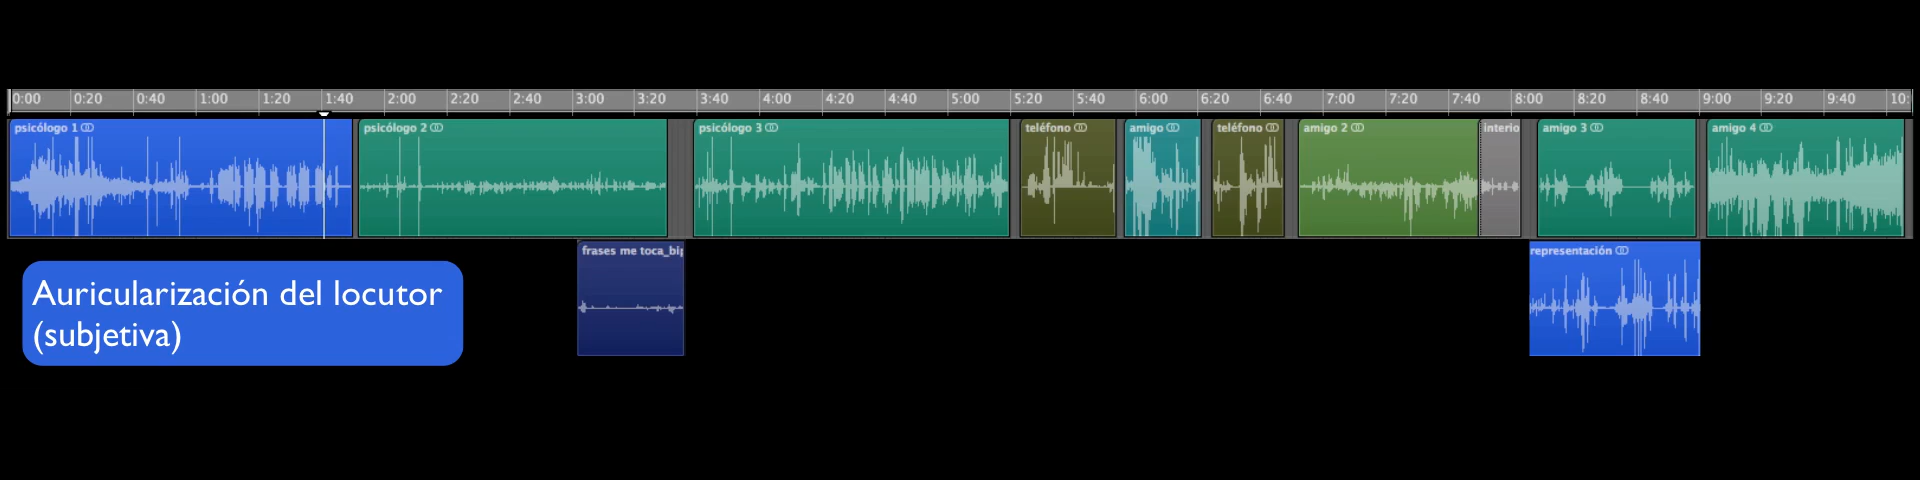 0:00 0:20 0:40 1:00 1:20 1:40 2:00 2:20 2:40 3:00 3:20 3:40 4:00 4:20 4:40 5:00 5:20 5:40 6:00 6:20 6:40 7:00 7:20 7:40 8:00 8:20 8:40 9:00 9:20 9:40 10:
psicólogo 1 psicólogo 2 psicólogo 3 teléfono amigo teléfono amigo 2 interio amigo 3 amigo 4
frases me toca_bip representación
Auricularización del locutor
(subjetiva)